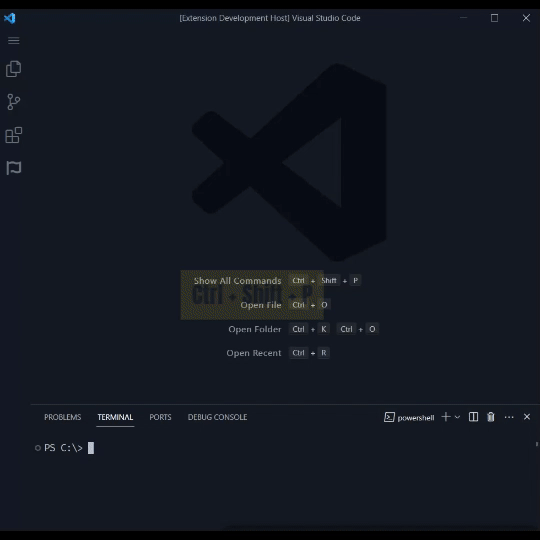 [Extension Development Host] Visual Studio Code
Show All Commands Ctrl + Shift + P
Ctrl + Shift + P
Open File Ctrl + O
Open Folder Ctrl + K Ctrl + O
Open Recent Ctrl + R
PROBLEMS TERMINAL PORTS DEBUG CONSOLE powershell
PS C:\>